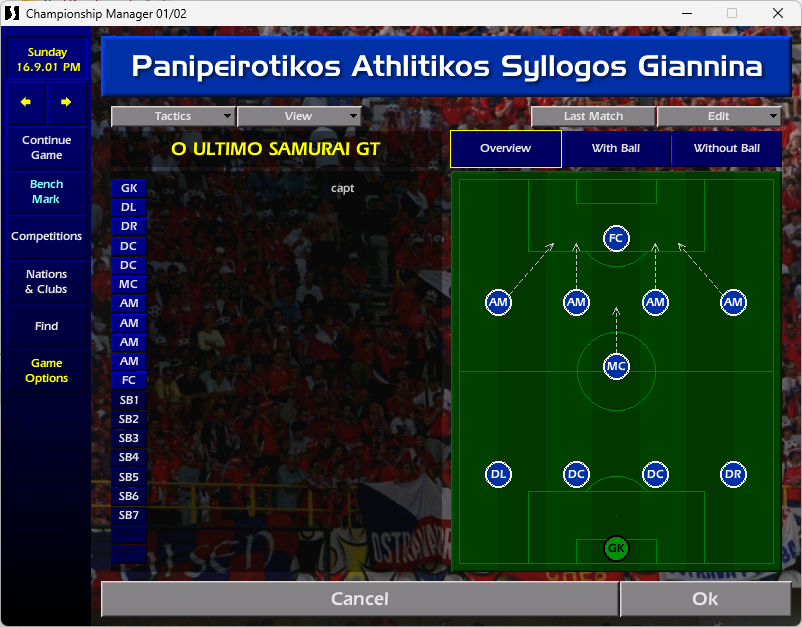 Championship Manager 01/02
Sunday
16.9.01 PM
Panipeirotikos Athlitikos Syllogos Giannina
Tactics
View
Last Match
Edit
Continue
Game
Bench
Mark
Competitions
Nations
& Clubs
Find
Game
Options
O ULTIMO SAMURAI GT
Overview
With Ball
Without Ball
GK capt
DL
DR
DC
DC
MC
AM
AM
AM
AM
FC
SB1
SB2
SB3
SB4
SB5
SB6
SB7
FC
AM AM AM AM
MC
DL DC DC DR
GK
Cancel
Ok